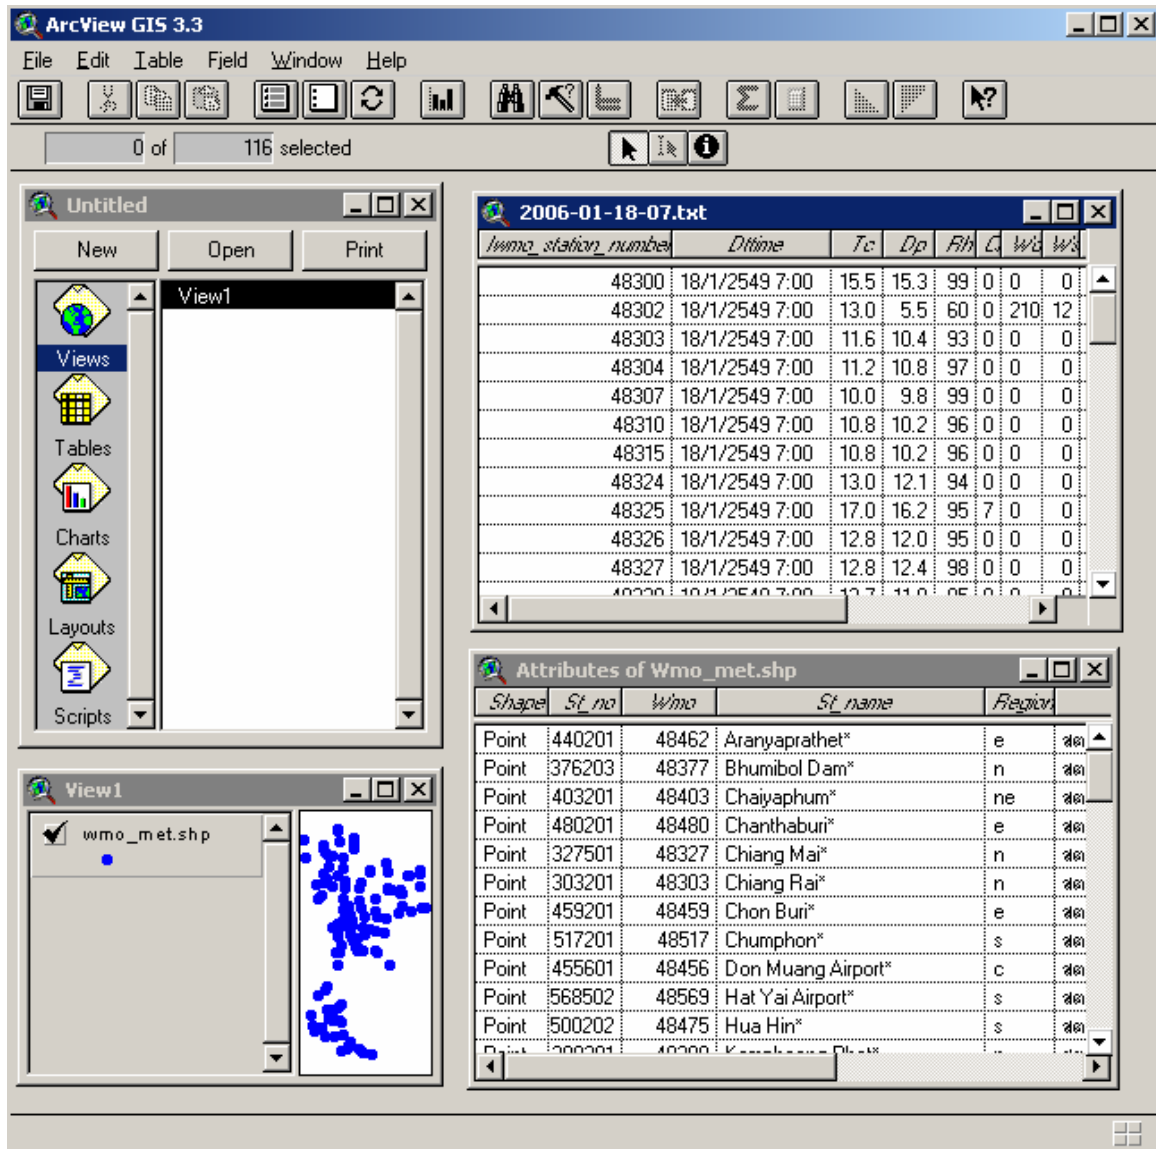 ArcView GIS 3.3
File Edit Table Field Window Help
0 of 116 selected
Untitled
New Open Print
Views
Tables
Charts
Layouts
Scripts
View1
2006-01-18-07.txt
Iwmo_station_number Dttime Tc Dp Rh
48300 18/1/2549 7:00 15.5 15.3 99 0 0 0
48302 18/1/2549 7:00 13.0 5.5 60 0 210 12
48303 18/1/2549 7:00 11.6 10.4 93 0 0 0
48304 18/1/2549 7:00 11.2 10.8 97 0 0 0
48307 18/1/2549 7:00 10.0 9.8 99 0 0 0
48310 18/1/2549 7:00 10.8 10.2 96 0 0 0
48315 18/1/2549 7:00 10.8 10.2 96 0 0 0
48324 18/1/2549 7:00 13.0 12.1 94 0 0 0
48325 18/1/2549 7:00 17.0 16.2 95 7 0 0
48326 18/1/2549 7:00 12.8 12.0 95 0 0 0
48327 18/1/2549 7:00 12.8 12.4 98 0 0 0
View1
wmo_met.shp
Attributes of Wmo_met.shp
Shape St_no Wmo St_name Region
Point 440201 48462 Aranyaprathet* e
Point 376203 48377 Bhumibol Dam* n
Point 403201 48403 Chaiyaphum* ne
Point 480201 48480 Chanthaburi* e
Point 327501 48327 Chiang Mai* n
Point 303201 48303 Chiang Rai* n
Point 459201 48459 Chon Buri* e
Point 517201 48517 Chumphon* s
Point 455601 48456 Don Muang Airport* c
Point 568502 48569 Hat Yai Airport* s
Point 500202 48475 Hua Hin* s